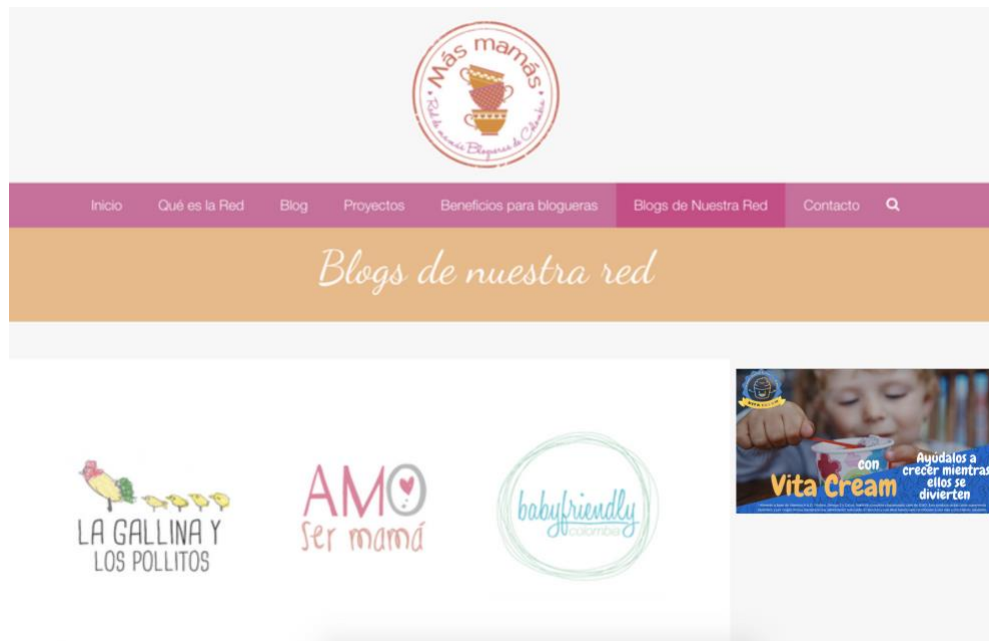 Más mamás
Red de mamás Blogueras de Colombia
Inicio Qué es la Red Blog Proyectos Beneficios para blogueras Blogs de Nuestra Red Contacto
Blogs de nuestra red
LA GALLINA Y
LOS POLLITOS
AMO
ser mamá
babyfriendly
colombia
VITA CREAM
con
Vita Cream
Ayúdalos a
crecer mientras
ellos se
divierten